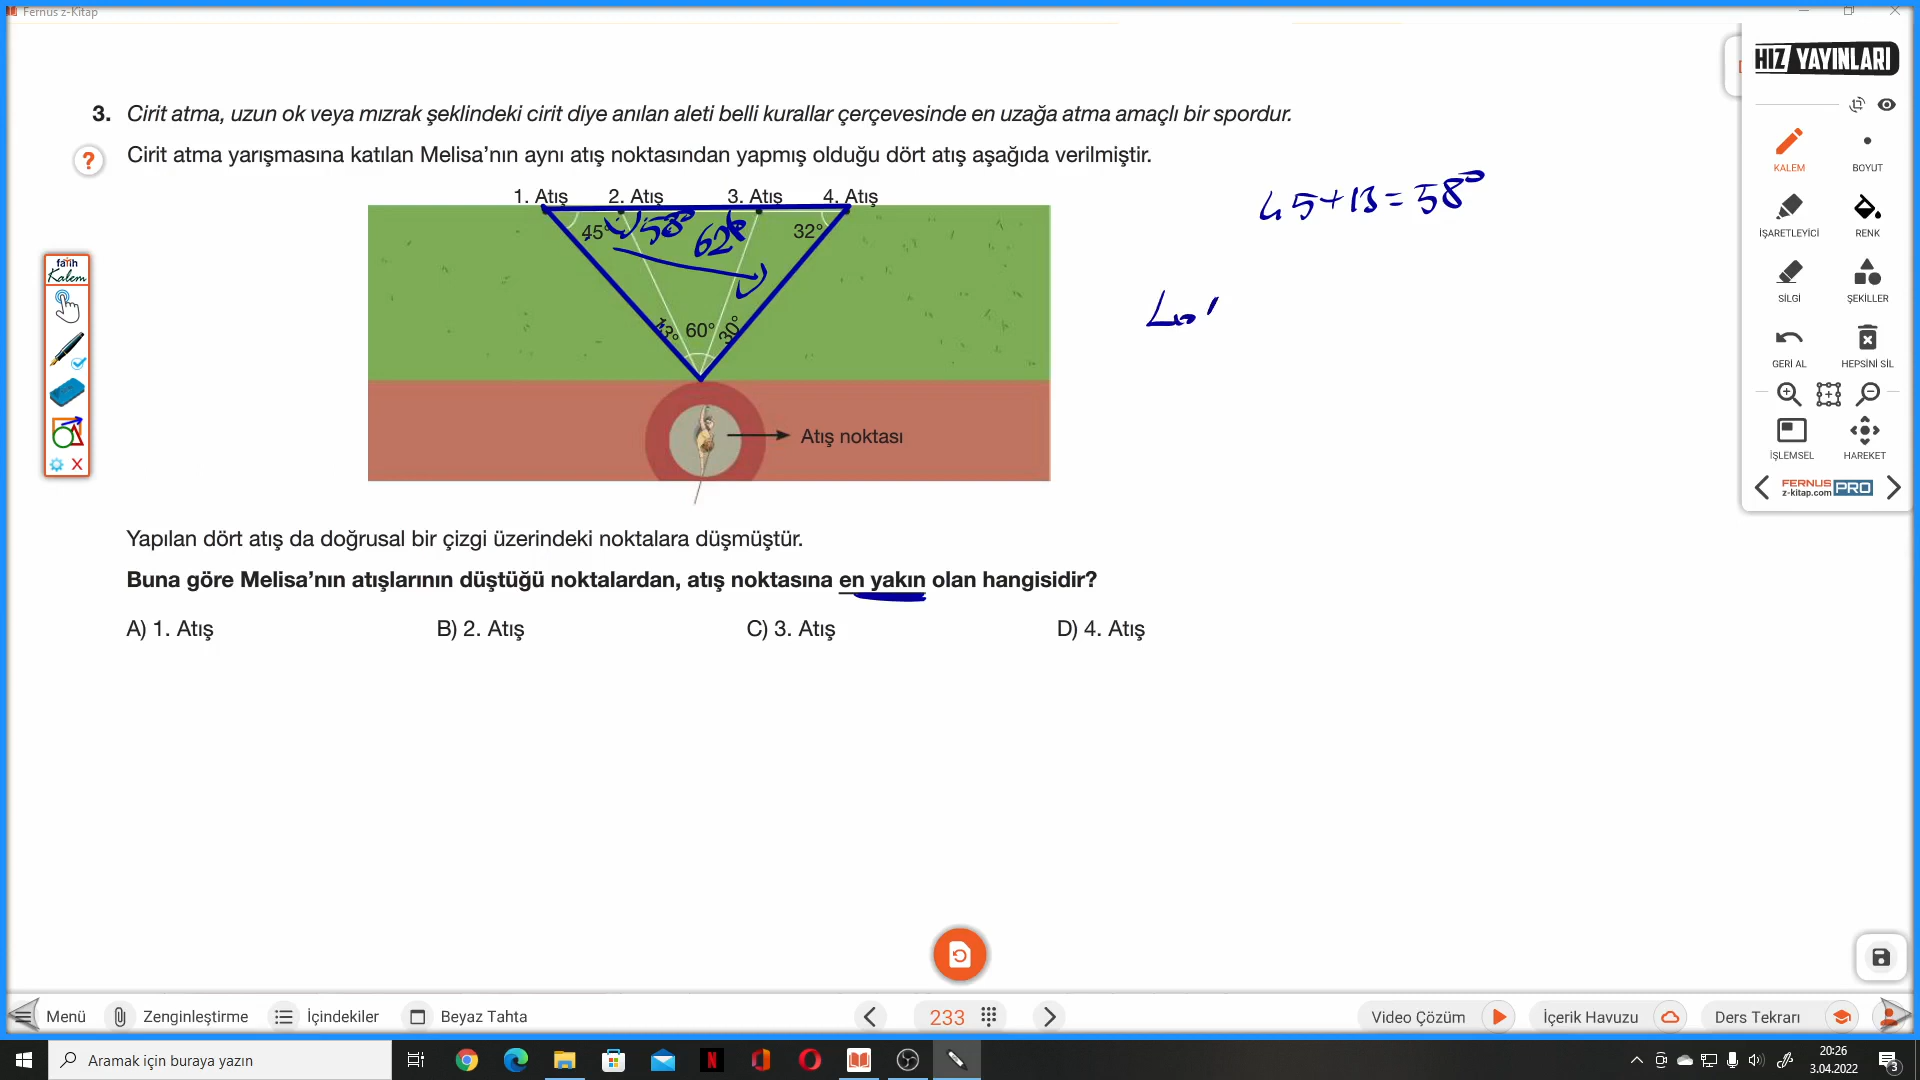 Fernus z-Kitap
HIZ YAYINLARI
3. Cirit atma, uzun ok veya mızrak şeklindeki cirit diye anılan aleti belli kurallar çerçevesinde en uzağa atma amaçlı bir spordur.
? Cirit atma yarışmasına katılan Melisa'nın aynı atış noktasından yapmış olduğu dört atış aşağıda verilmiştir.
1. Atış 2. Atış 3. Atış 4. Atış
45° 58° 62° 32°
13° 60° 30°
45+13=58°
Atış noktası
Yapılan dört atış da doğrusal bir çizgi üzerindeki noktalara düşmüştür.
Buna göre Melisa'nın atışlarının düştüğü noktalardan, atış noktasına en yakın olan hangisidir?
A) 1. Atış B) 2. Atış C) 3. Atış D) 4. Atış
fatih
Kalem
X
KALEM BOYUT
İŞARETLEYİCİ RENK
SİLGİ ŞEKİLLER
GERİ AL HEPSİNİ SİL
İŞLEMSEL HAREKET
FERNUS
z-kitap.com PRO
Menü Zenginleştirme İçindekiler Beyaz Tahta 233 Video Çözüm İçerik Havuzu Ders Tekrarı
Aramak için buraya yazın
20:26
3.04.2022
3